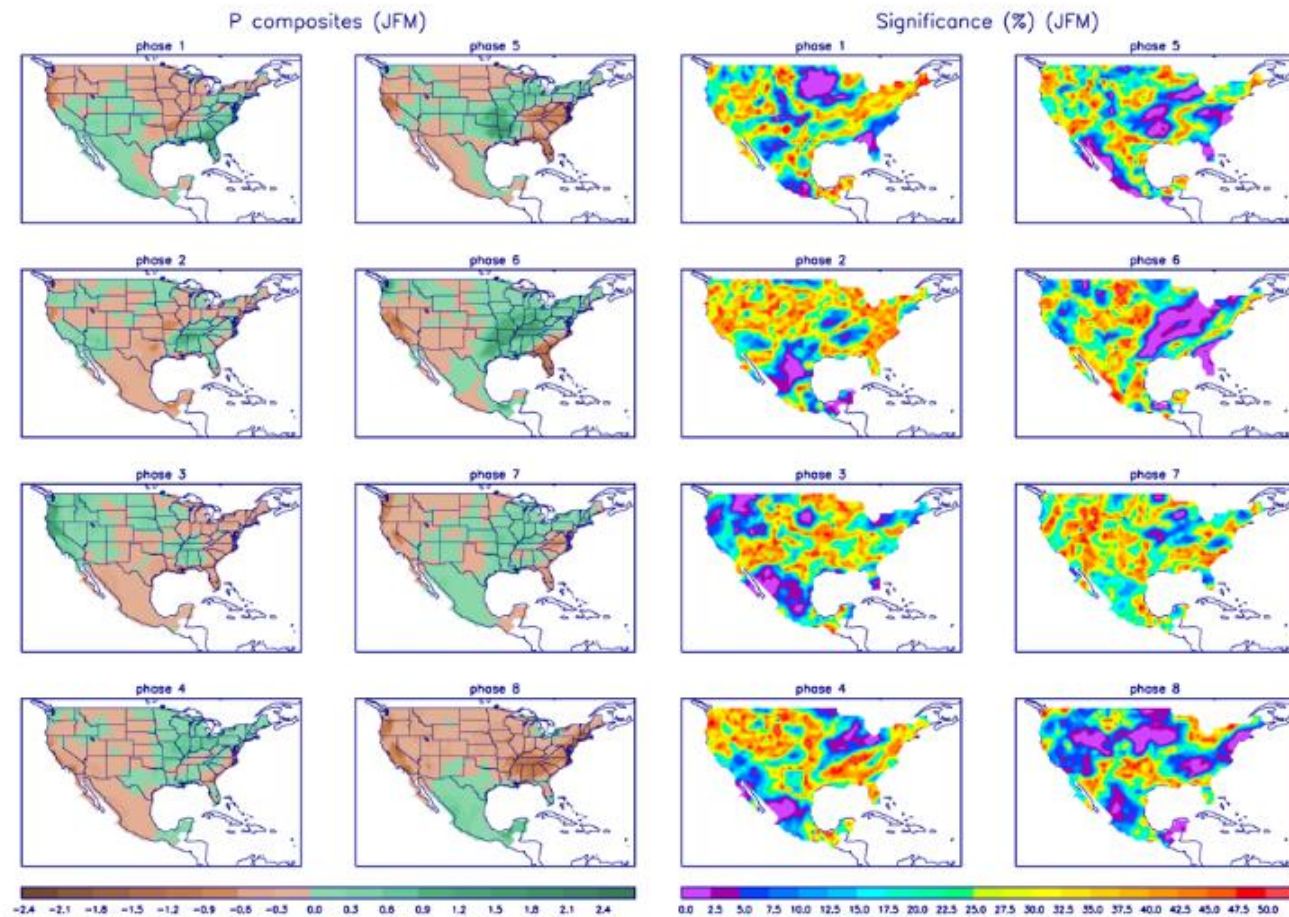 P composites (JFM)
Significance (%) (JFM)
phase 1
phase 5
phase 1
phase 5
phase 2
phase 6
phase 2
phase 6
phase 3
phase 7
phase 3
phase 7
phase 4
phase 8
phase 4
phase 8
-2.4 -2.1 -1.8 -1.5 -1.2 -0.9 -0.6 -0.3 0.0 0.3 0.6 0.9 1.2 1.5 1.8 2.1 2.4
0.0 2.5 5.0 7.5 10.0 12.5 15.0 17.5 20.0 22.5 25.0 27.5 30.0 32.5 35.0 37.5 40.0 42.5 45.0 47.5 50.0